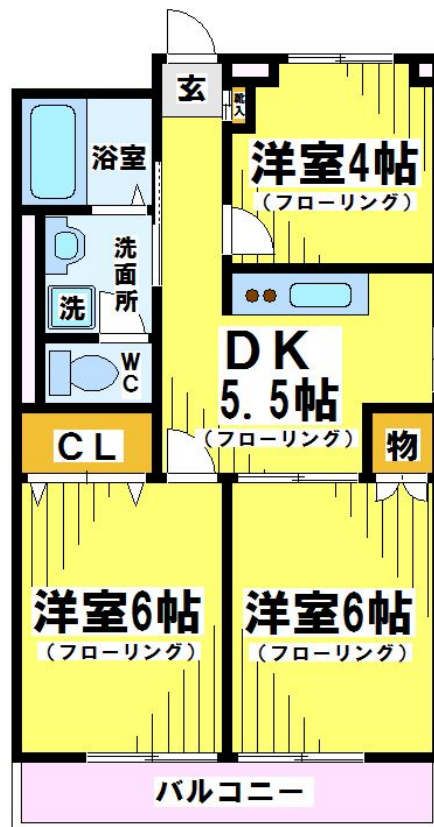 玄
靴入
浴室
洋室4帖
(フローリング)
洗面所
洗
DK
5.5帖
(フローリング)
WC
CL
物
洋室6帖
(フローリング)
洋室6帖
(フローリング)
バルコニー